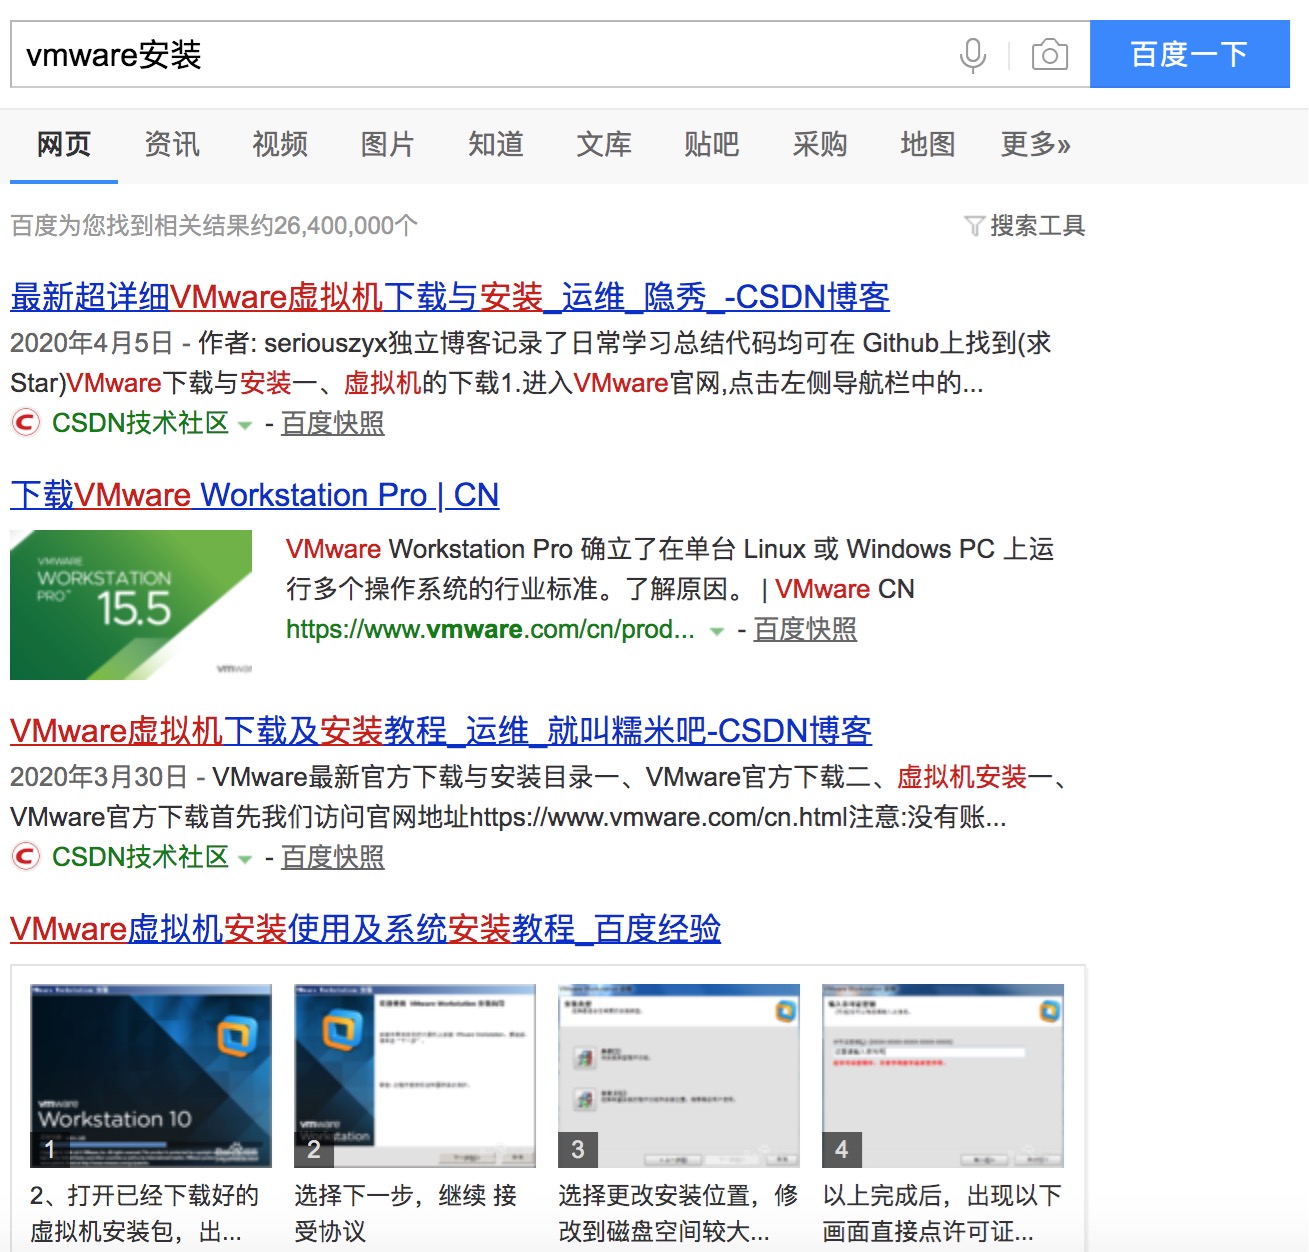 vmware安装
百度一下
网页 资讯 视频 图片 知道 文库 贴吧 采购 地图 更多»
百度为您找到相关结果约26,400,000个
搜索工具
最新超详细VMware虚拟机下载与安装_运维_隐秀_-CSDN博客
2020年4月5日 - 作者: seriouszyx独立博客记录了日常学习总结代码均可在 Github上找到(求
Star)VMware下载与安装一、虚拟机的下载1.进入VMware官网,点击左侧导航栏中的...
CSDN技术社区 - 百度快照
下载VMware Workstation Pro | CN
VMWARE
WORKSTATION
PRO™ 15.5
vmwar
VMware Workstation Pro 确立了在单台 Linux 或 Windows PC 上运
行多个操作系统的行业标准。了解原因。 | VMware CN
https://www.vmware.com/cn/prod... - 百度快照
VMware虚拟机下载及安装教程_运维_就叫糯米吧-CSDN博客
2020年3月30日 - VMware最新官方下载与安装目录一、VMware官方下载二、虚拟机安装一、
VMware官方下载首先我们访问官网地址https://www.vmware.com/cn.html注意:没有账...
CSDN技术社区 - 百度快照
VMware虚拟机安装使用及系统安装教程_百度经验
vmware
Workstation 10
1
vmware
2
3
4
2、打开已经下载好的
虚拟机安装包，出...
选择下一步，继续 接
受协议
选择更改安装位置，修
改到磁盘空间较大...
以上完成后，出现以下
画面直接点许可证...